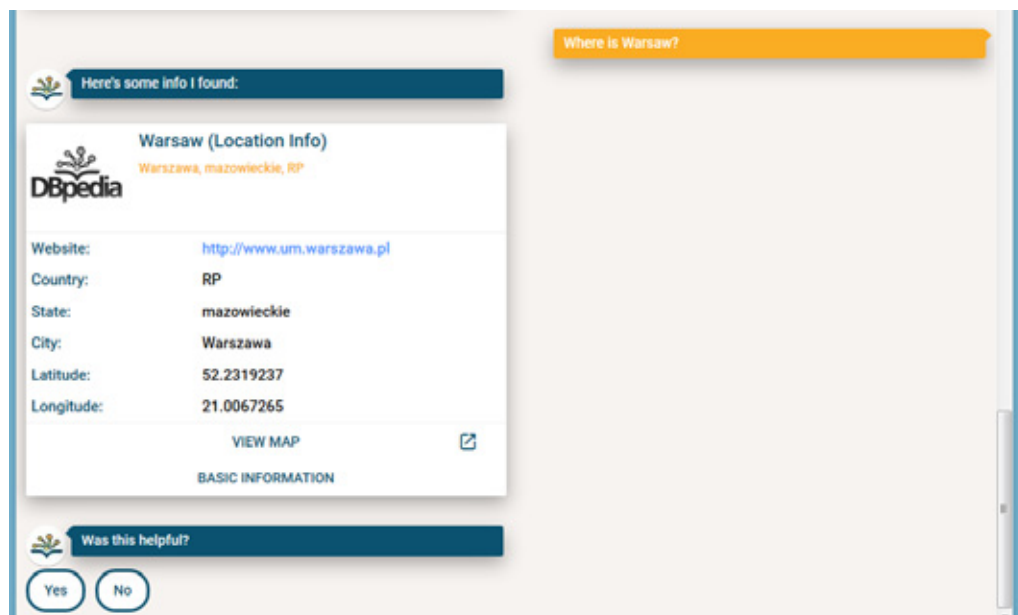 Where is Warsaw?
Here's some info I found:
DBpedia
Warsaw (Location Info)
Warszawa, mazowieckie, RP
Website: http://www.um.warszawa.pl
Country: RP
State: mazowieckie
City: Warszawa
Latitude: 52.2319237
Longitude: 21.0067265
VIEW MAP
BASIC INFORMATION
Was this helpful?
Yes No